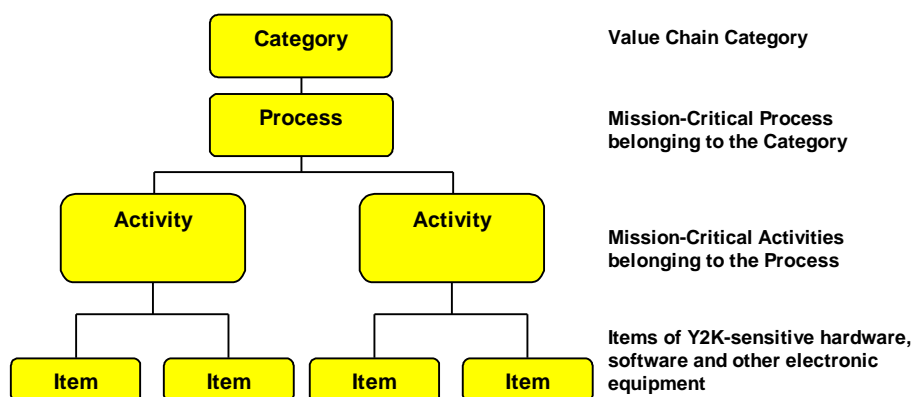 Category
Value Chain Category
Process
Mission-Critical Process
belonging to the Category
Activity
Activity
Mission-Critical Activities
belonging to the Process
Items of Y2K-sensitive hardware,
software and other electronic
equipment
Item
Item
Item
Item